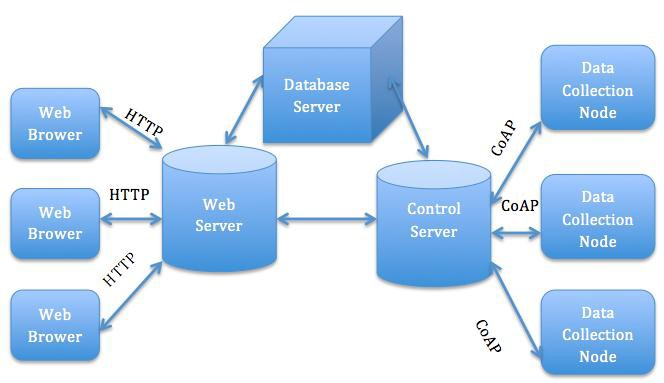 Database
Server
Web
Brower
HTTP
Web
Brower
HTTP
Web
Brower
HTTP
Web
Server
Control
Server
CoAP
Data
Collection
Node
CoAP
Data
Collection
Node
CoAP
Data
Collection
Node